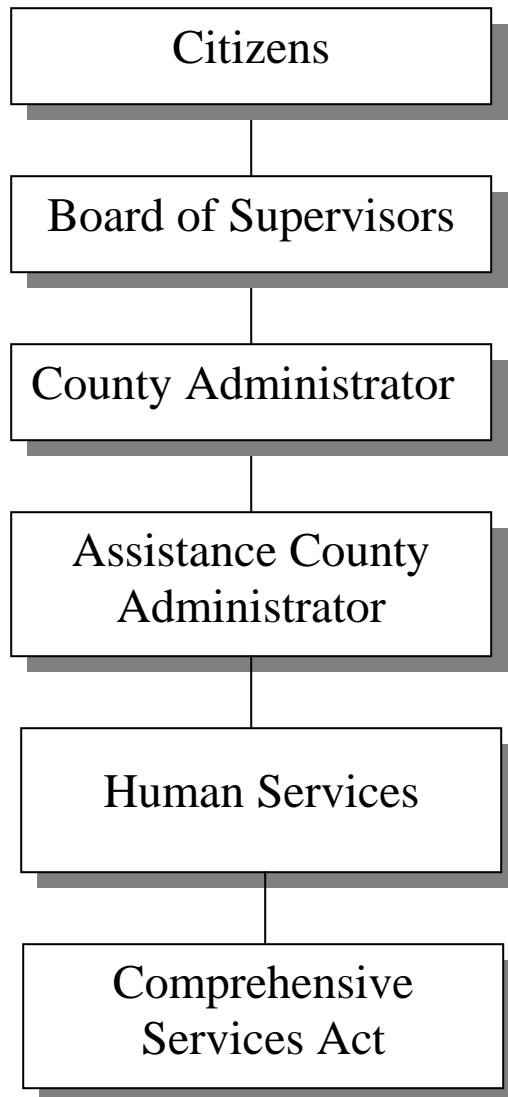 Citizens
Board of Supervisors
County Administrator
Assistance County
Administrator
Human Services
Comprehensive
Services Act